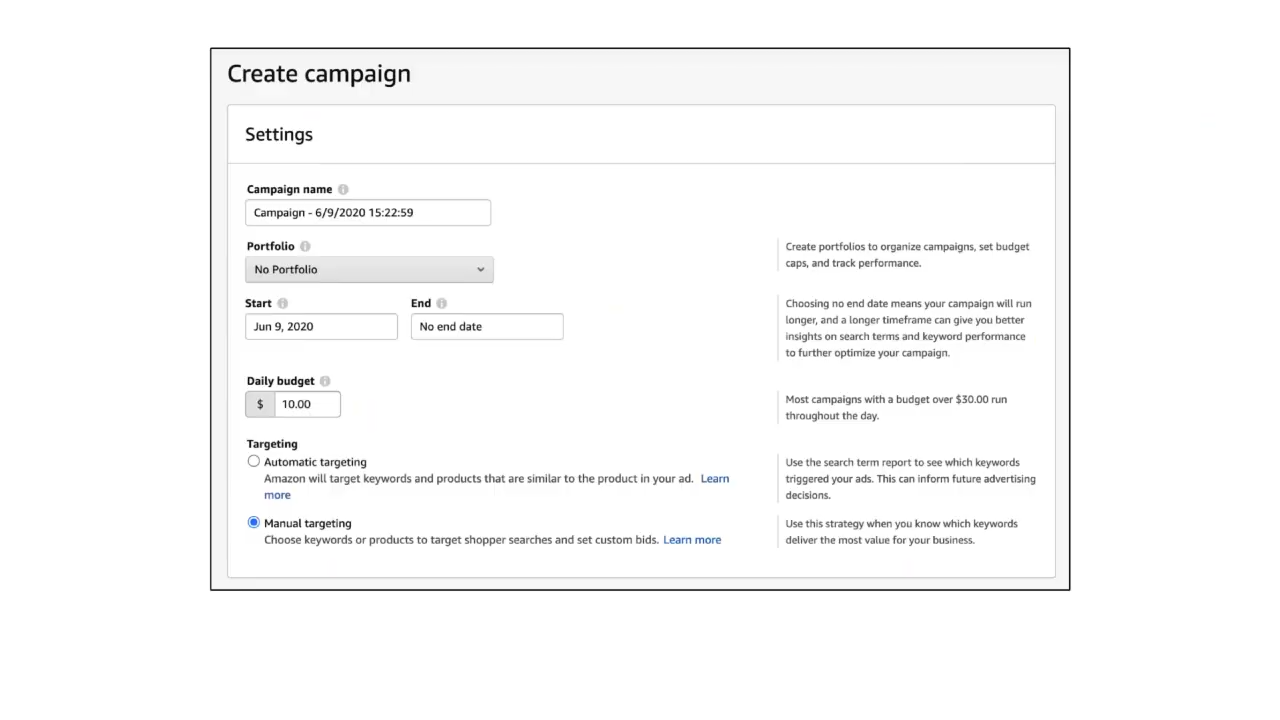 Create campaign
Settings
Campaign name
Campaign - 6/9/2020 15:22:59
Portfolio
No Portfolio
Create portfolios to organize campaigns, set budget
caps, and track performance.
Start
End
Jun 9, 2020
No end date
Choosing no end date means your campaign will run
longer, and a longer timeframe can give you better
insights on search terms and keyword performance
to further optimize your campaign.
Daily budget
$ 10.00
Most campaigns with a budget over $30.00 run
throughout the day.
Targeting
Automatic targeting
Amazon will target keywords and products that are similar to the product in your ad. Learn
more
Use the search term report to see which keywords
triggered your ads. This can inform future advertising
decisions.
Manual targeting
Choose keywords or products to target shopper searches and set custom bids. Learn more
Use this strategy when you know which keywords
deliver the most value for your business.